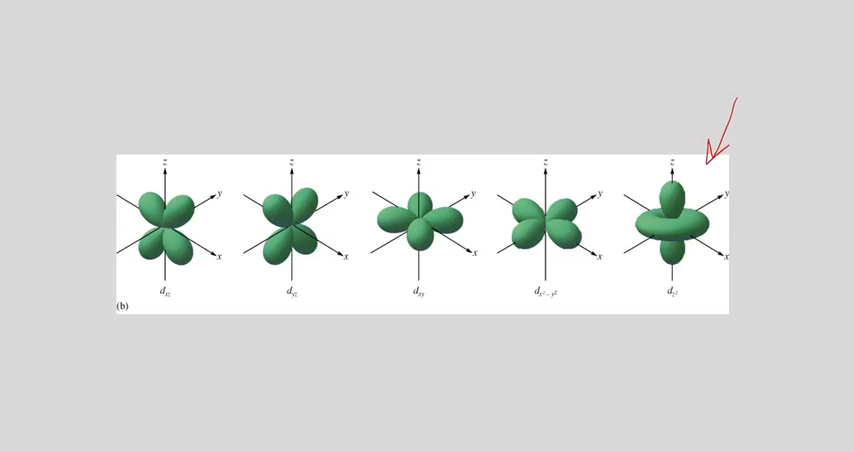 z z z z z
y y y y y
x x x x x
d_xz d_yz d_xy d_x²−y² d_z²
(b)